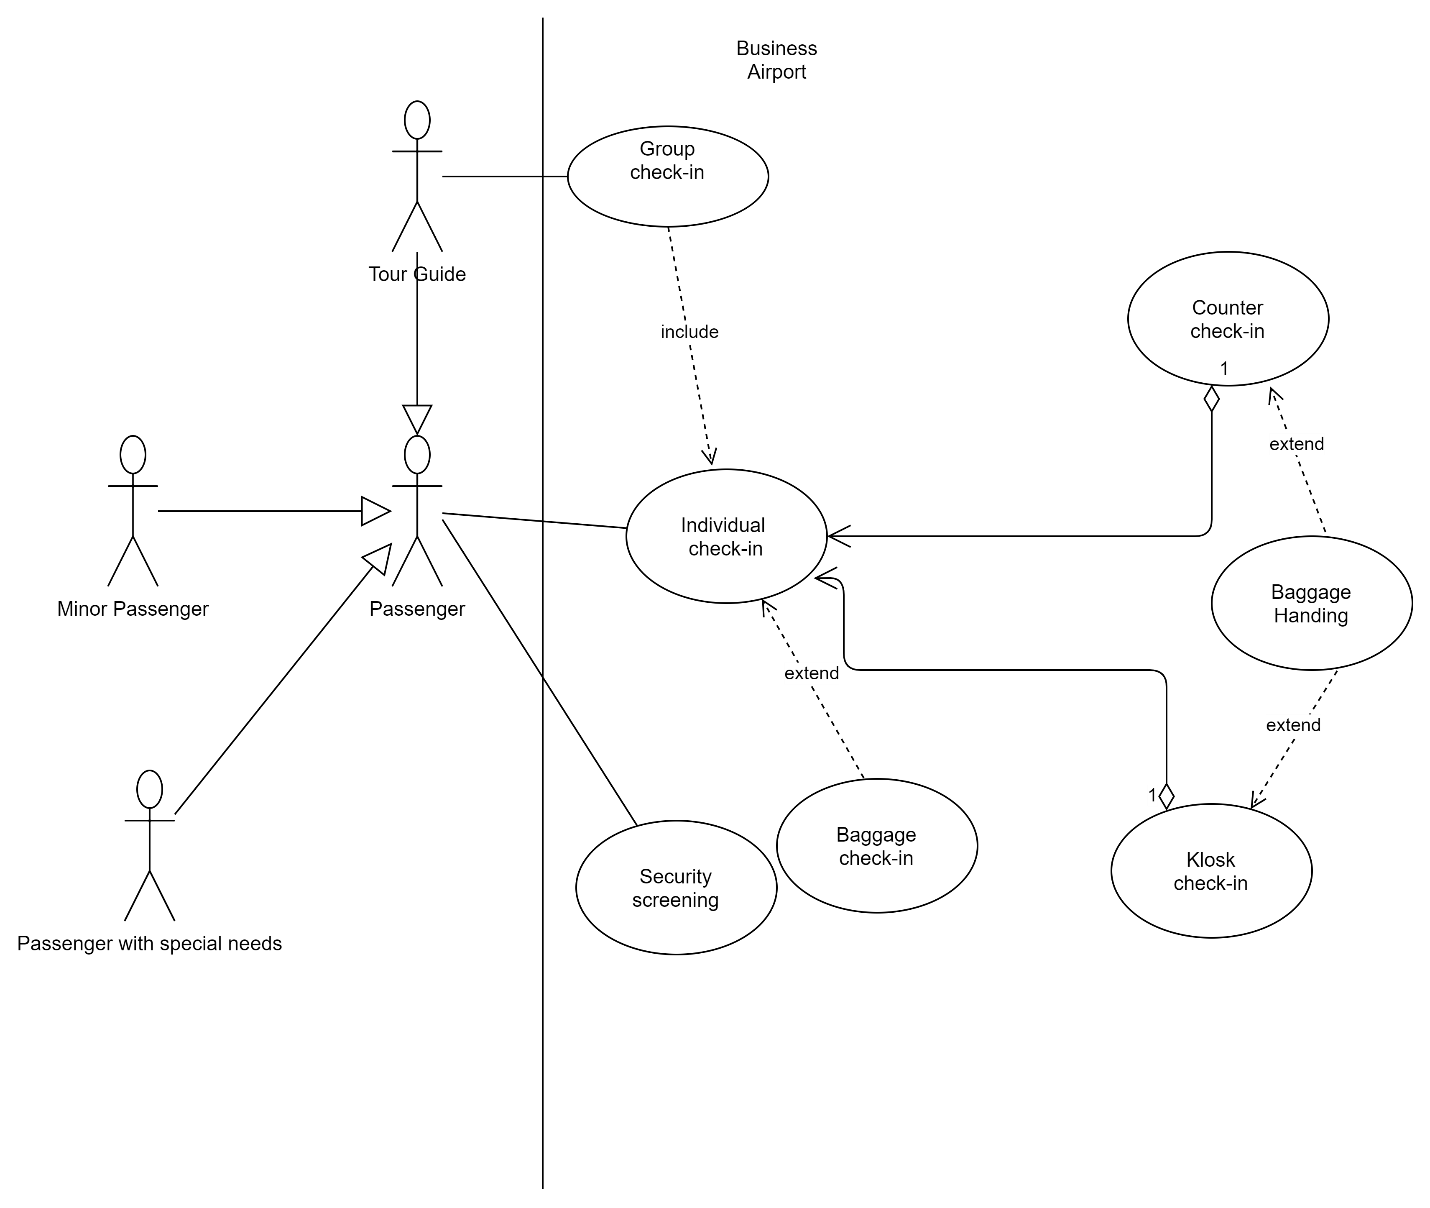 Business
Airport
Group
check-in
Tour Guide
include
Counter
check-in
1
extend
Individual
check-in
Baggage
Handing
Minor Passenger
Passenger
extend
extend
1
Security
screening
Baggage
check-in
Klosk
check-in
Passenger with special needs